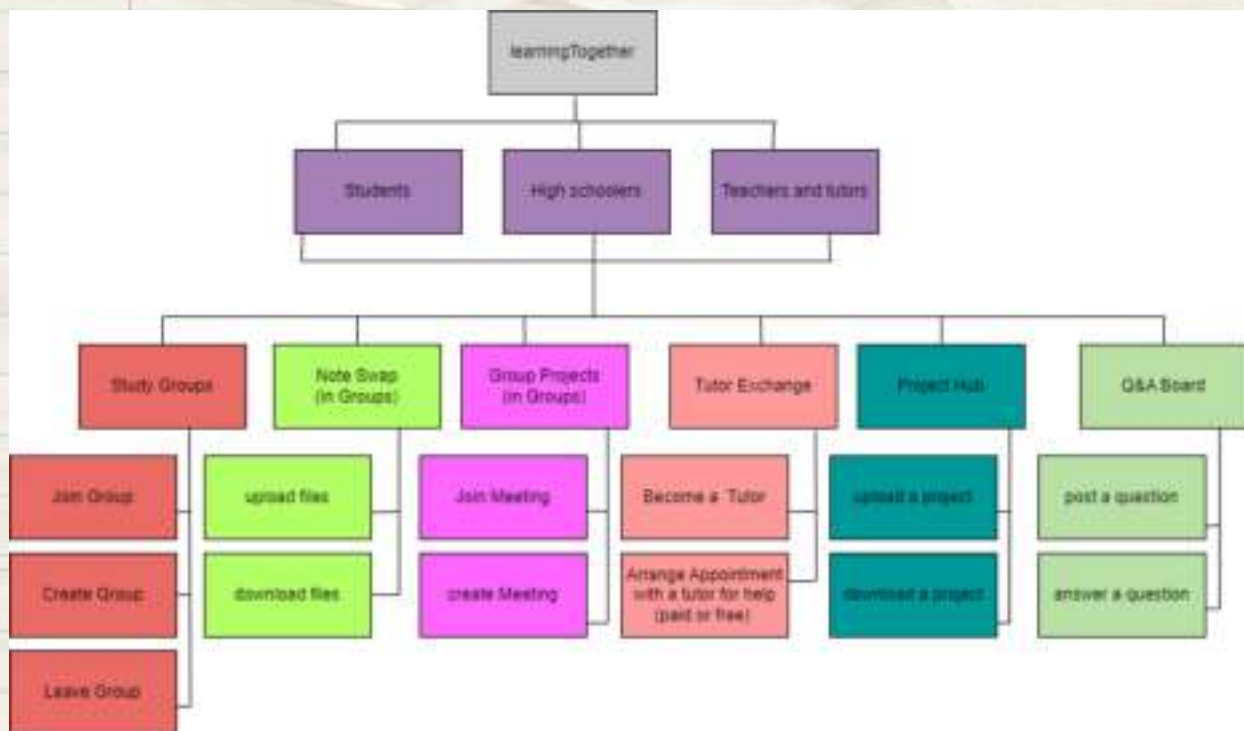 learningTogether
Students
High schoolers
Teachers and tutors
Study Groups
Note Swap
(in Groups)
Group Projects
(in Groups)
Tutor Exchange
Project Hub
Q&A Board
Join Group
upload files
Join Meeting
Become a Tutor
upload a project
post a question
Create Group
download files
create Meeting
Arrange Appointment
with a tutor for help
(paid or free)
download a project
answer a question
Leave Group